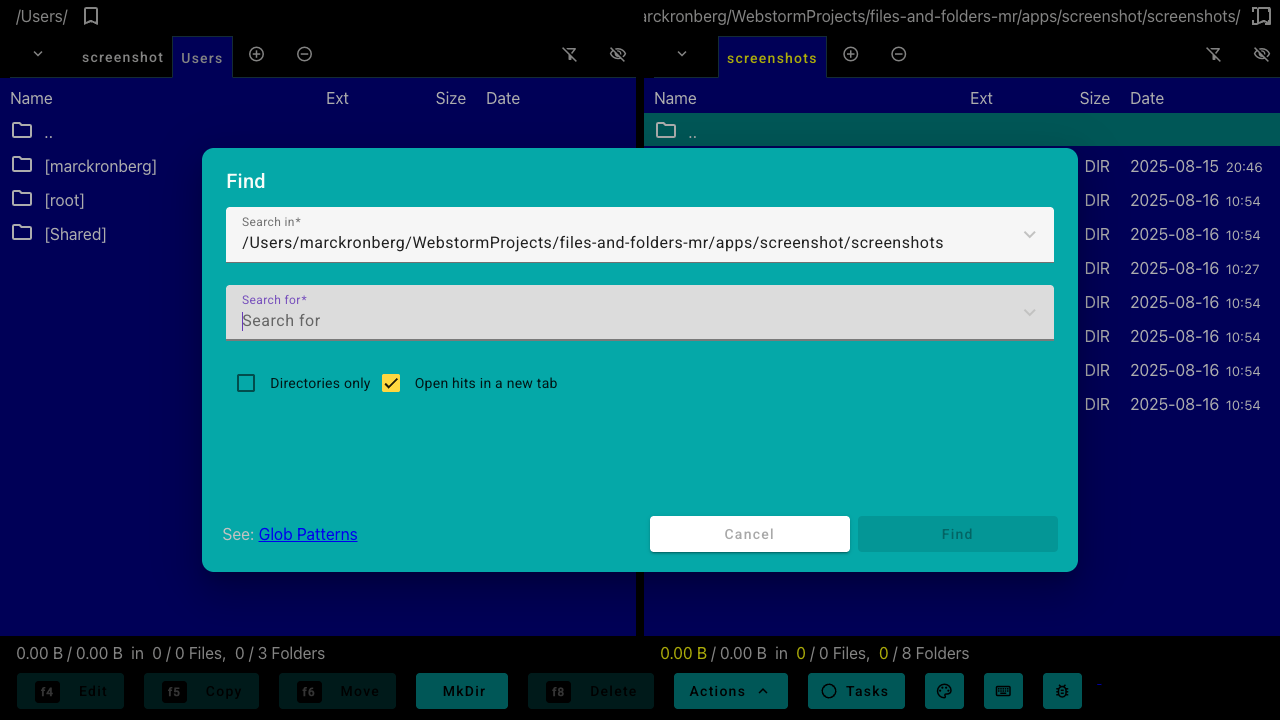 /Users/
arckronberg/WebstormProjects/files-and-folders-mr/apps/screenshot/screenshots/
screenshot Users
screenshots
Name Ext Size Date
Name Ext Size Date
..
[marckronberg]
[root]
[Shared]
..
DIR 2025-08-15 20:46
DIR 2025-08-16 10:54
DIR 2025-08-16 10:54
DIR 2025-08-16 10:27
DIR 2025-08-16 10:54
DIR 2025-08-16 10:54
DIR 2025-08-16 10:54
DIR 2025-08-16 10:54
Find
Search in*
/Users/marckronberg/WebstormProjects/files-and-folders-mr/apps/screenshot/screenshots
Search for*
Search for
Directories only Open hits in a new tab
See: Glob Patterns Cancel Find
0.00 B / 0.00 B in 0 / 0 Files, 0 / 3 Folders
0.00 B / 0.00 B in 0 / 0 Files, 0 / 8 Folders
f4 Edit f5 Copy f6 Move MkDir f8 Delete Actions Tasks